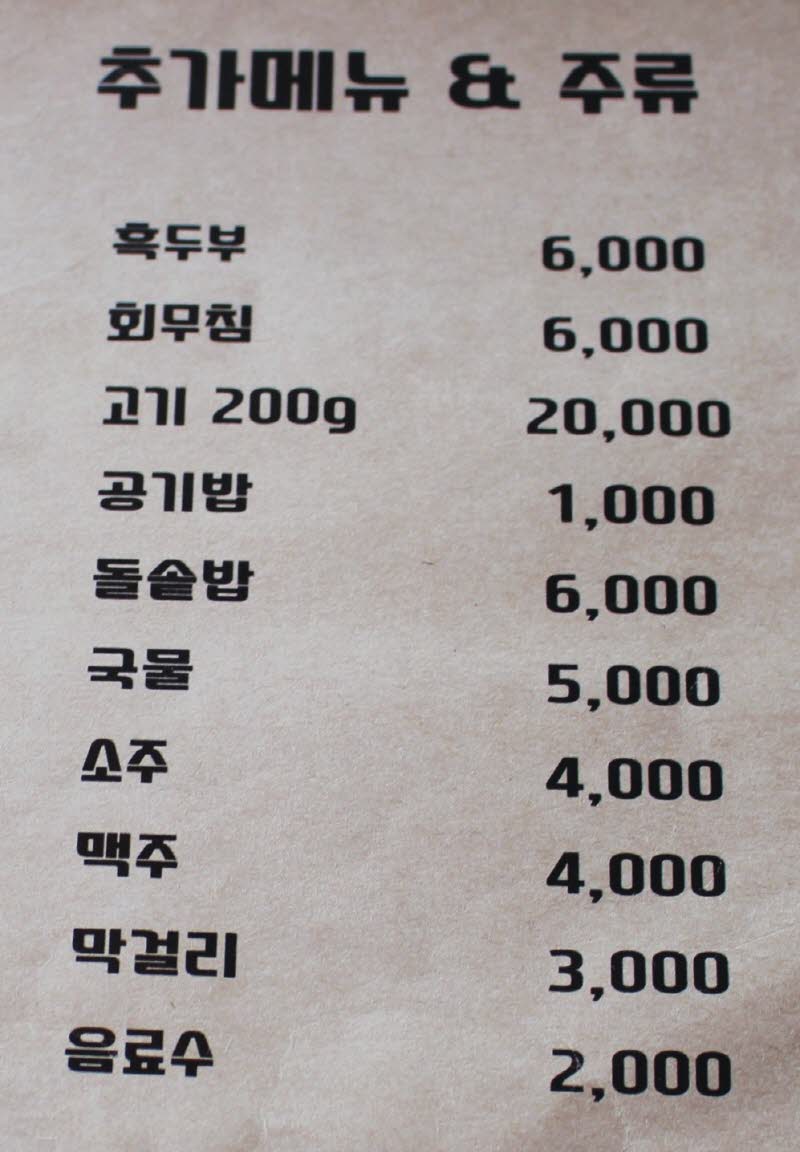 추가메뉴 & 주류
흑두부 6,000
회무침 6,000
고기 200g 20,000
공기밥 1,000
돌솥밥 6,000
국물 5,000
소주 4,000
맥주 4,000
막걸리 3,000
음료수 2,000